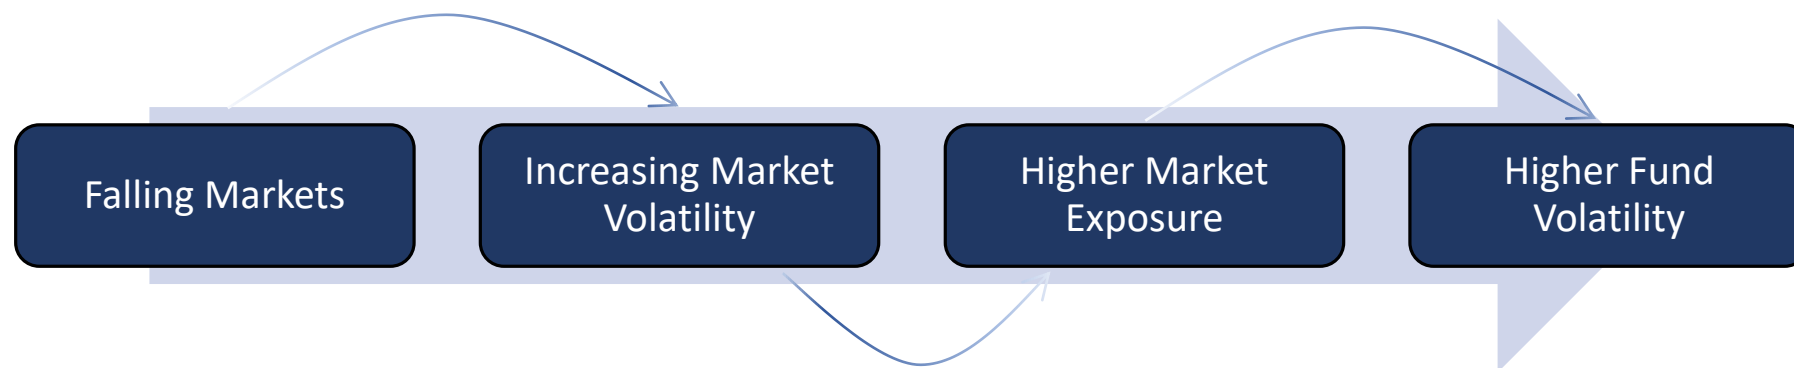 Falling Markets
Increasing Market
Volatility
Higher Market
Exposure
Higher Fund
Volatility